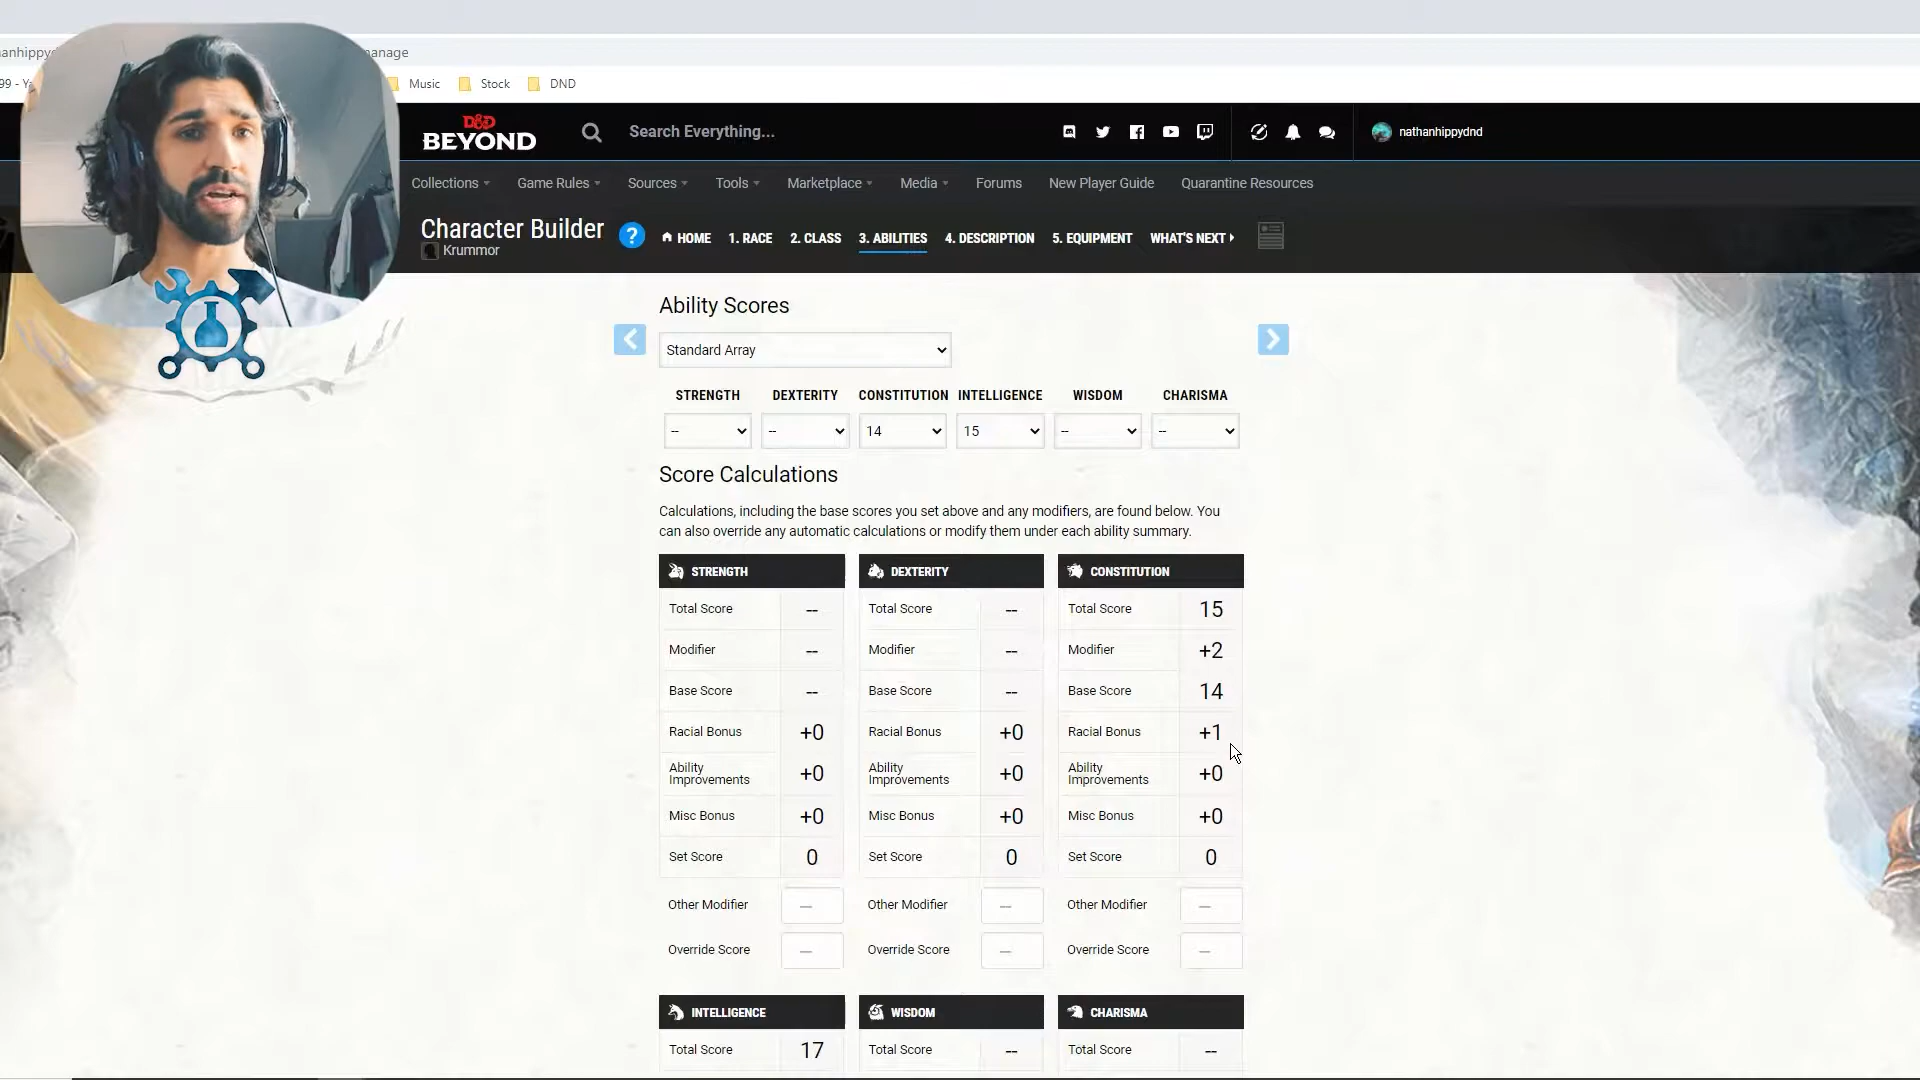 anhippy manage
99 - Y Music Stock DND
D&D
BEYOND Search Everything... nathanhippydnd
Collections Game Rules Sources Tools Marketplace Media Forums New Player Guide Quarantine Resources
Character Builder ? HOME 1. RACE 2. CLASS 3. ABILITIES 4. DESCRIPTION 5. EQUIPMENT WHAT'S NEXT
Krummor
Ability Scores
Standard Array
STRENGTH DEXTERITY CONSTITUTION INTELLIGENCE WISDOM CHARISMA
-- -- 14 15 -- --
Score Calculations
Calculations, including the base scores you set above and any modifiers, are found below. You
can also override any automatic calculations or modify them under each ability summary.
STRENGTH DEXTERITY CONSTITUTION
Total Score -- Total Score -- Total Score 15
Modifier -- Modifier -- Modifier +2
Base Score -- Base Score -- Base Score 14
Racial Bonus +0 Racial Bonus +0 Racial Bonus +1
Ability Improvements +0 Ability Improvements +0 Ability Improvements +0
Misc Bonus +0 Misc Bonus +0 Misc Bonus +0
Set Score 0 Set Score 0 Set Score 0
Other Modifier -- Other Modifier -- Other Modifier --
Override Score -- Override Score -- Override Score --
INTELLIGENCE WISDOM CHARISMA
Total Score 17 Total Score -- Total Score --